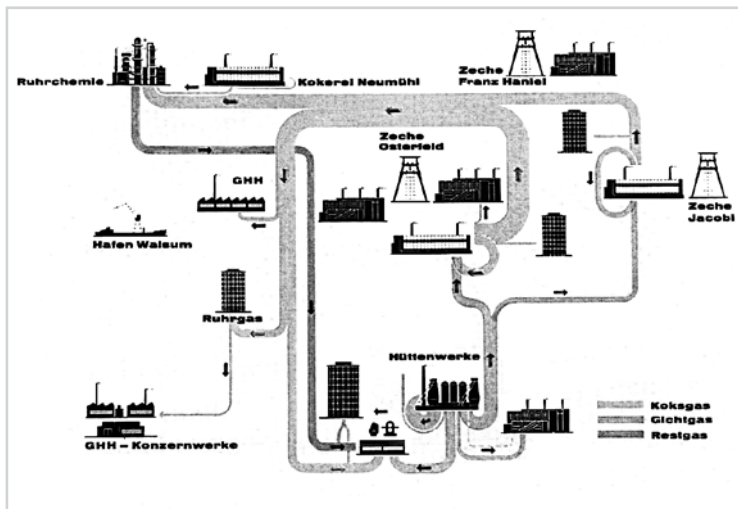 Zeche
Franz Haniel
Ruhrchemie
Kokerei Neumühl
Zeche
Osterfeld
GHH
Zeche
Jacobi
Hafen Walsum
Ruhrgas
Hüttenwerke
Koksgas
Gichtgas
Restgas
GHH – Konzernwerke